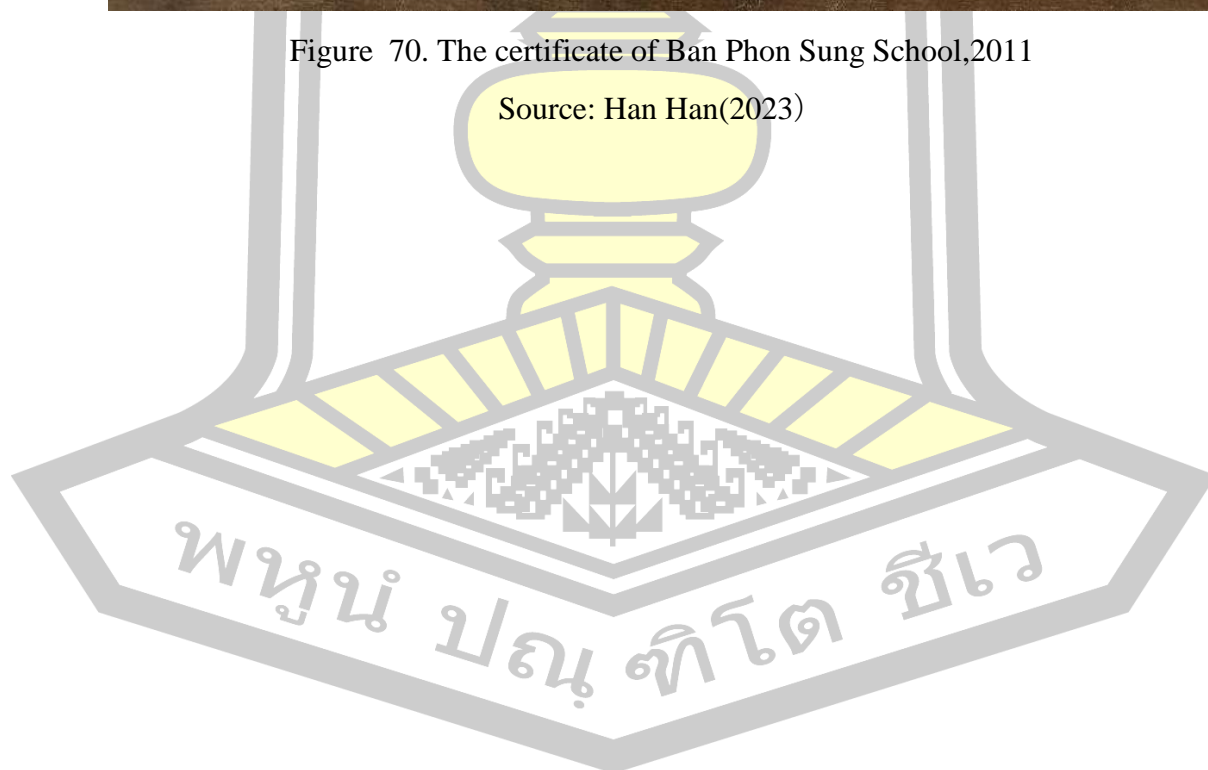 Figure  70. The certificate of Ban Phon Sung School,2011
Source: Han Han(2023）
พหูนํ ปณฺฑิโต ชีเว